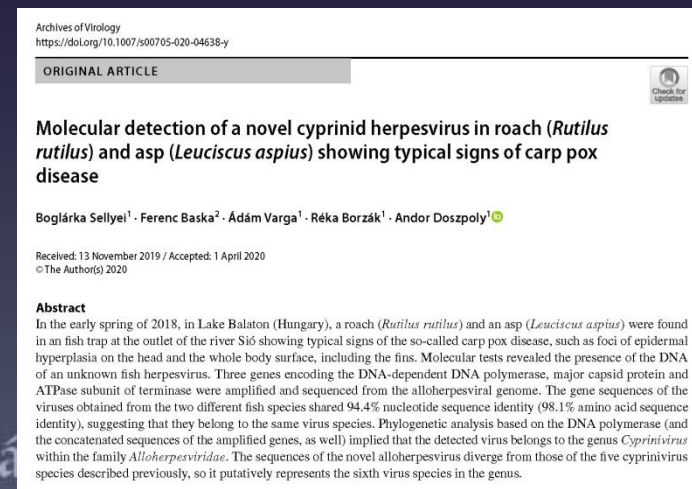 Archives of Virology
https://doi.org/10.1007/s00705-020-04638-y
ORIGINAL ARTICLE
Check for
updates
Molecular detection of a novel cyprinid herpesvirus in roach (Rutilus
rutilus) and asp (Leuciscus aspius) showing typical signs of carp pox
disease
Boglárka Sellyei1 · Ferenc Baska2 · Ádám Varga1 · Réka Borzák1 · Andor Doszpoly1
Received: 13 November 2019 / Accepted: 1 April 2020
© The Author(s) 2020
Abstract
In the early spring of 2018, in Lake Balaton (Hungary), a roach (Rutilus rutilus) and an asp (Leuciscus aspius) were found
in an fish trap at the outlet of the river Sió showing typical signs of the so-called carp pox disease, such as foci of epidermal
hyperplasia on the head and the whole body surface, including the fins. Molecular tests revealed the presence of the DNA
of an unknown fish herpesvirus. Three genes encoding the DNA-dependent DNA polymerase, major capsid protein and
ATPase subunit of terminase were amplified and sequenced from the alloherpesviral genome. The gene sequences of the
viruses obtained from the two different fish species shared 94.4% nucleotide sequence identity (98.1% amino acid sequence
identity), suggesting that they belong to the same virus species. Phylogenetic analysis based on the DNA polymerase (and
the concatenated sequences of the amplified genes, as well) implied that the detected virus belongs to the genus Cyprinivirus
within the family Alloherpesviridae. The sequences of the novel alloherpesvirus diverge from those of the five cyprinivirus
species described previously, so it putatively represents the sixth virus species in the genus.